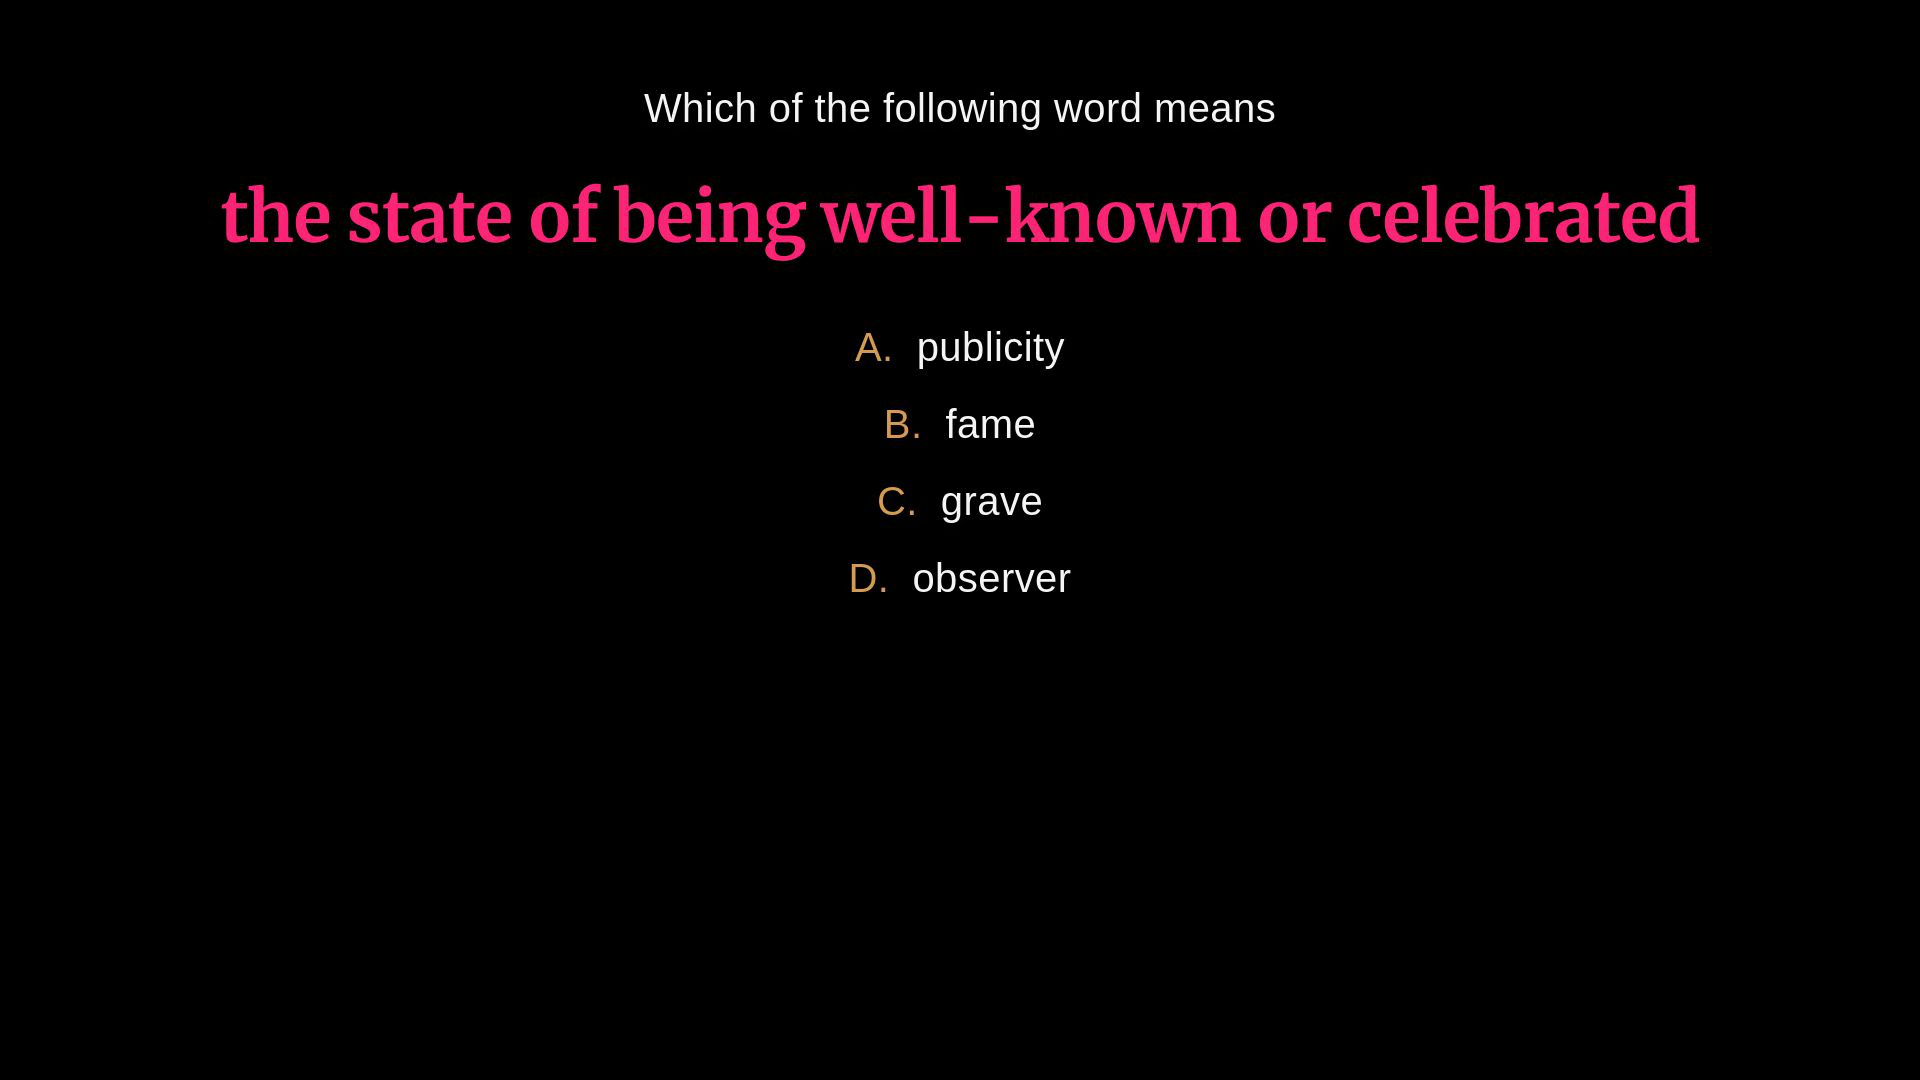 Which of the following word means
the state of being well-known or celebrated
A. publicity
B. fame
C. grave
D. observer